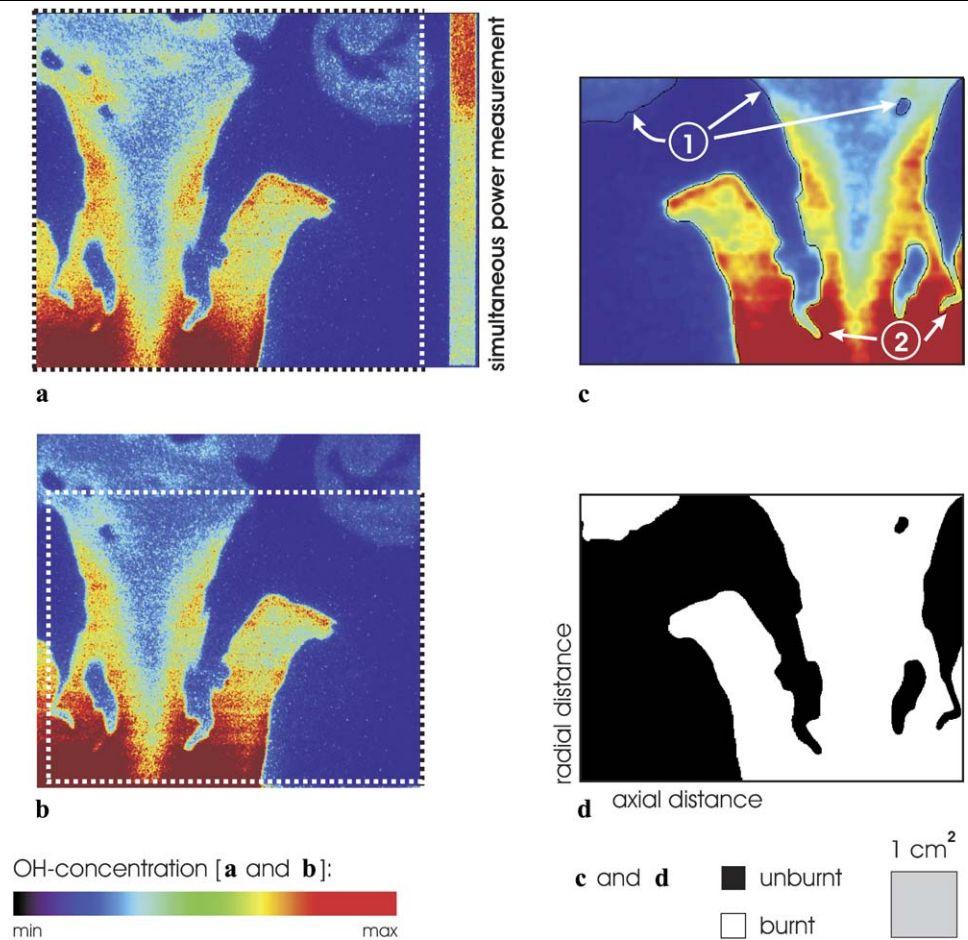 simultaneous power measurement
a
1
2
c
b
radial distance
d
axial distance
OH-concentration [a and b]:
min
max
c and d
unburnt
burnt
1 cm²